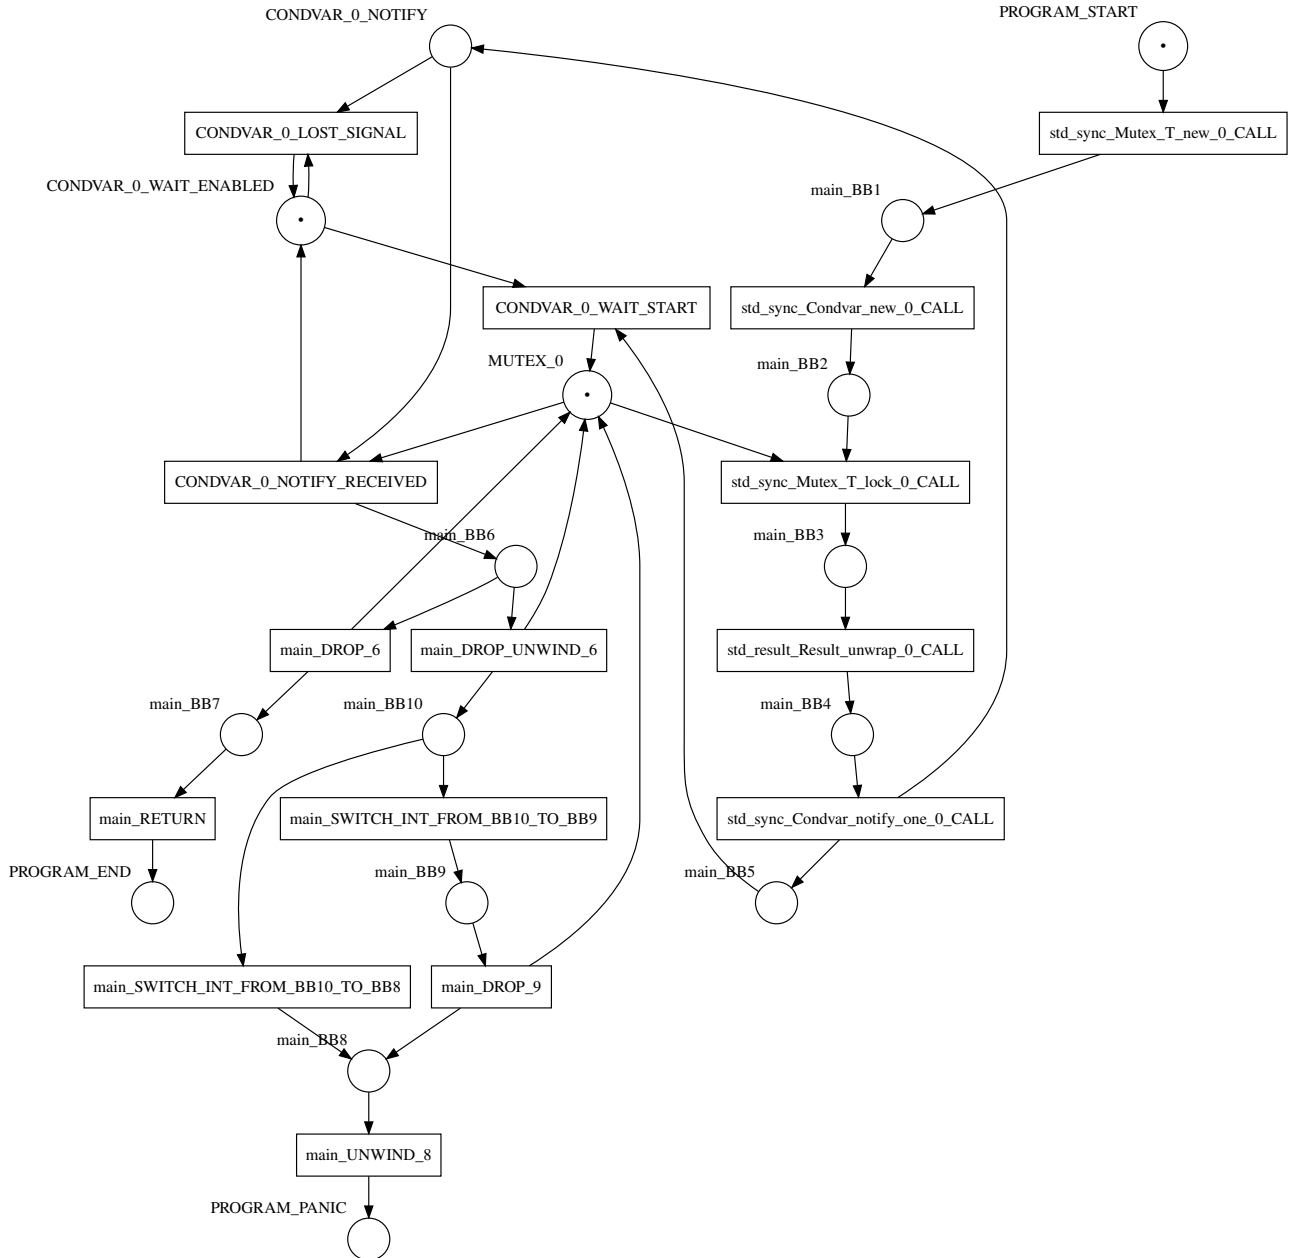 CONDVAR_0_NOTIFY
PROGRAM_START
CONDVAR_0_LOST_SIGNAL
std_sync_Mutex_T_new_0_CALL
CONDVAR_0_WAIT_ENABLED
main_BB1
CONDVAR_0_WAIT_START
std_sync_Condvar_new_0_CALL
MUTEX_0
main_BB2
CONDVAR_0_NOTIFY_RECEIVED
std_sync_Mutex_T_lock_0_CALL
main_BB6
main_BB3
main_DROP_6
main_DROP_UNWIND_6
std_result_Result_unwrap_0_CALL
main_BB7
main_BB10
main_BB4
main_RETURN
main_SWITCH_INT_FROM_BB10_TO_BB9
std_sync_Condvar_notify_one_0_CALL
PROGRAM_END
main_BB9
main_BB5
main_SWITCH_INT_FROM_BB10_TO_BB8
main_DROP_9
main_BB8
main_UNWIND_8
PROGRAM_PANIC